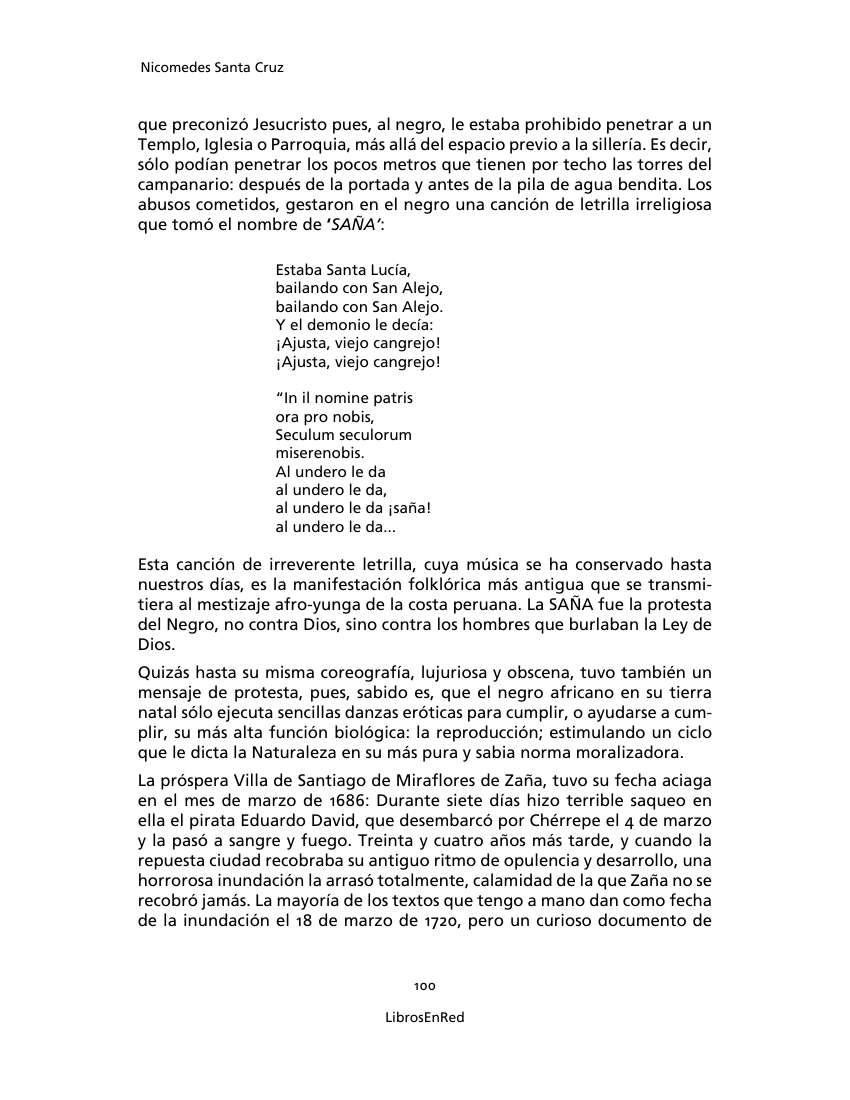 Nicomedes Santa Cruz
que preconizó Jesucristo pues, al negro, le estaba prohibido penetrar a un
Templo, Iglesia o Parroquia, más allá del espacio previo a la sillería. Es decir,
sólo podían penetrar los pocos metros que tienen por techo las torres del
campanario: después de la portada y antes de la pila de agua bendita. Los
abusos cometidos, gestaron en el negro una canción de letrilla irreligiosa
que tomó el nombre de ‘SAÑA’:
Estaba Santa Lucía,
bailando con San Alejo,
bailando con San Alejo.
Y el demonio le decía:
¡Ajusta, viejo cangrejo!
¡Ajusta, viejo cangrejo!
“In il nomine patris
ora pro nobis,
Seculum seculorum
miserenobis.
Al undero le da
al undero le da,
al undero le da ¡saña!
al undero le da...
Esta canción de irreverente letrilla, cuya música se ha conservado hasta
nuestros días, es la manifestación folklórica más antigua que se transmi-
tiera al mestizaje afro-yunga de la costa peruana. La SAÑA fue la protesta
del Negro, no contra Dios, sino contra los hombres que burlaban la Ley de
Dios.
Quizás hasta su misma coreografía, lujuriosa y obscena, tuvo también un
mensaje de protesta, pues, sabido es, que el negro africano en su tierra
natal sólo ejecuta sencillas danzas eróticas para cumplir, o ayudarse a cum-
plir, su más alta función biológica: la reproducción; estimulando un ciclo
que le dicta la Naturaleza en su más pura y sabia norma moralizadora.
La próspera Villa de Santiago de Miraflores de Zaña, tuvo su fecha aciaga
en el mes de marzo de 1686: Durante siete días hizo terrible saqueo en
ella el pirata Eduardo David, que desembarcó por Chérrepe el 4 de marzo
y la pasó a sangre y fuego. Treinta y cuatro años más tarde, y cuando la
repuesta ciudad recobraba su antiguo ritmo de opulencia y desarrollo, una
horrorosa inundación la arrasó totalmente, calamidad de la que Zaña no se
recobró jamás. La mayoría de los textos que tengo a mano dan como fecha
de la inundación el 18 de marzo de 1720, pero un curioso documento de
100
LibrosEnRed